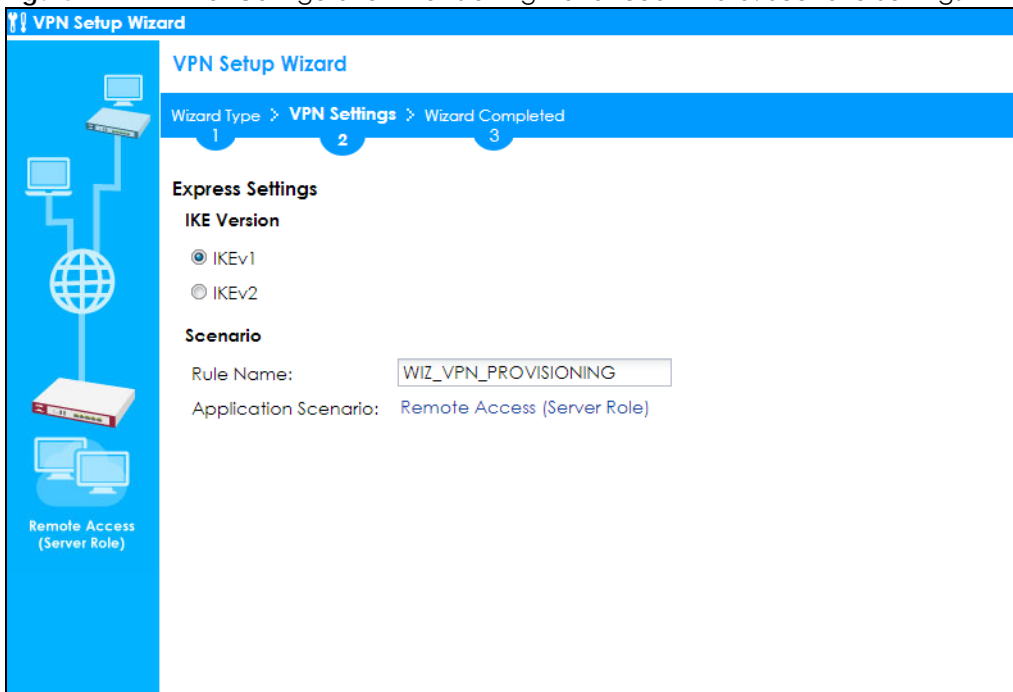 VPN Setup Wizard
VPN Setup Wizard
Wizard Type > VPN Settings > Wizard Completed
1 2 3
Express Settings
IKE Version
IKEv1
IKEv2
Scenario
Rule Name: WIZ_VPN_PROVISIONING
Application Scenario: Remote Access (Server Role)
Remote Access
(Server Role)